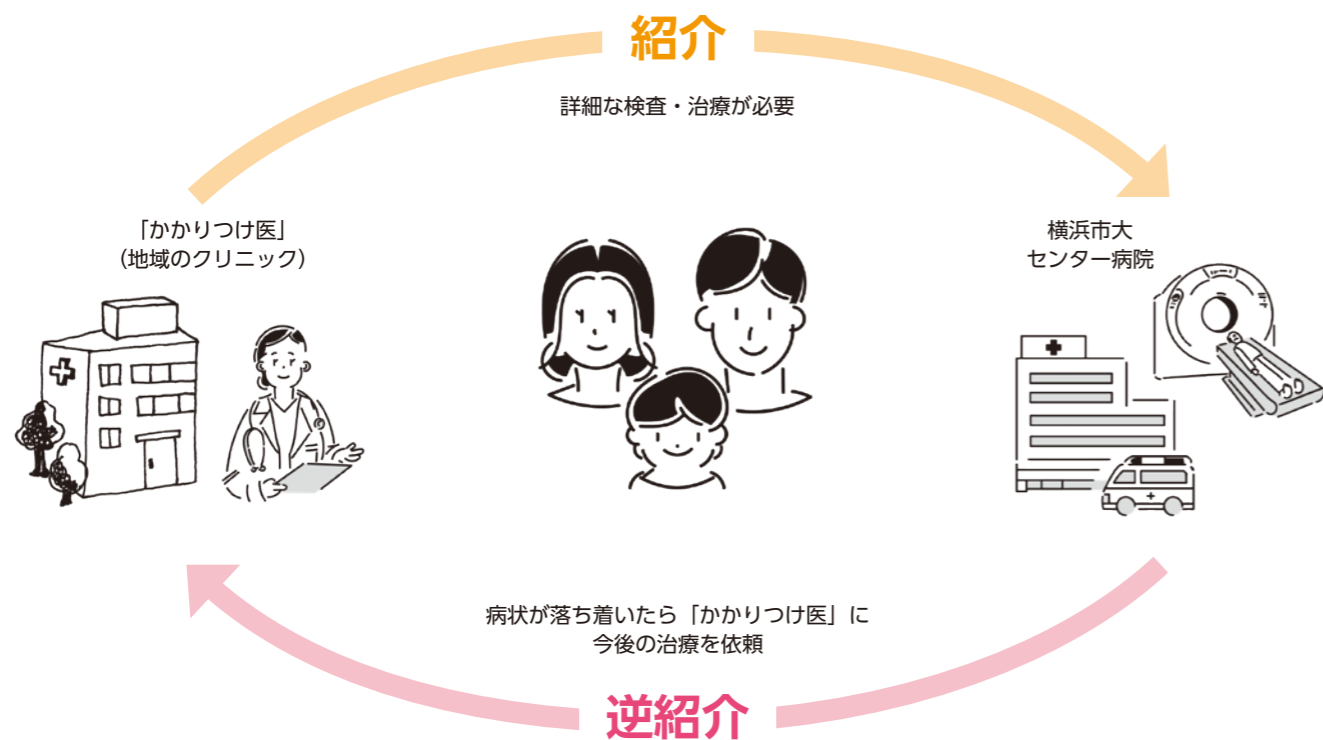 紹介
詳細な検査・治療が必要
「かかりつけ医」
（地域のクリニック）
横浜市大
センター病院
病状が落ち着いたら「かかりつけ医」に
今後の治療を依頼
逆紹介